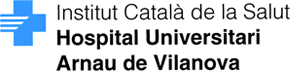 Institut Català de la Salut
Hospital Universitari
Arnau de Vilanova